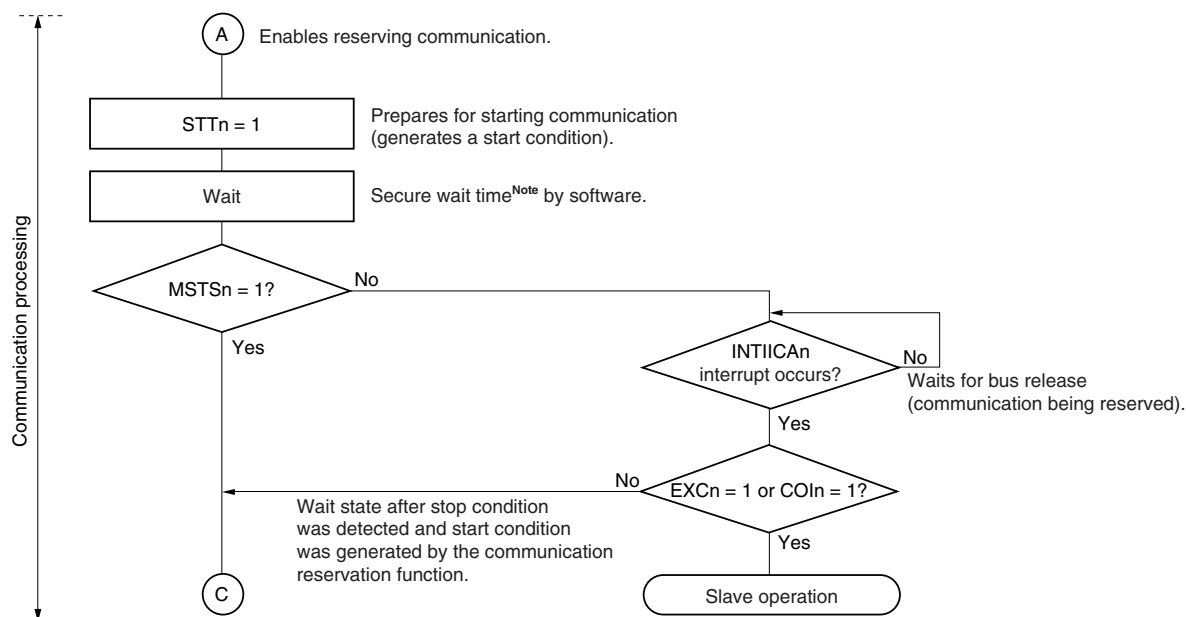 A
Enables reserving communication.
STTn = 1
Prepares for starting communication
(generates a start condition).
Wait
Secure wait timeNote by software.
MSTSn = 1?
No
Yes
INTIICAn
interrupt occurs?
No
Waits for bus release
(communication being reserved).
Yes
EXCn = 1 or COIn = 1?
No
Wait state after stop condition
was detected and start condition
was generated by the communication
reservation function.
Yes
C
Slave operation
Communication processing